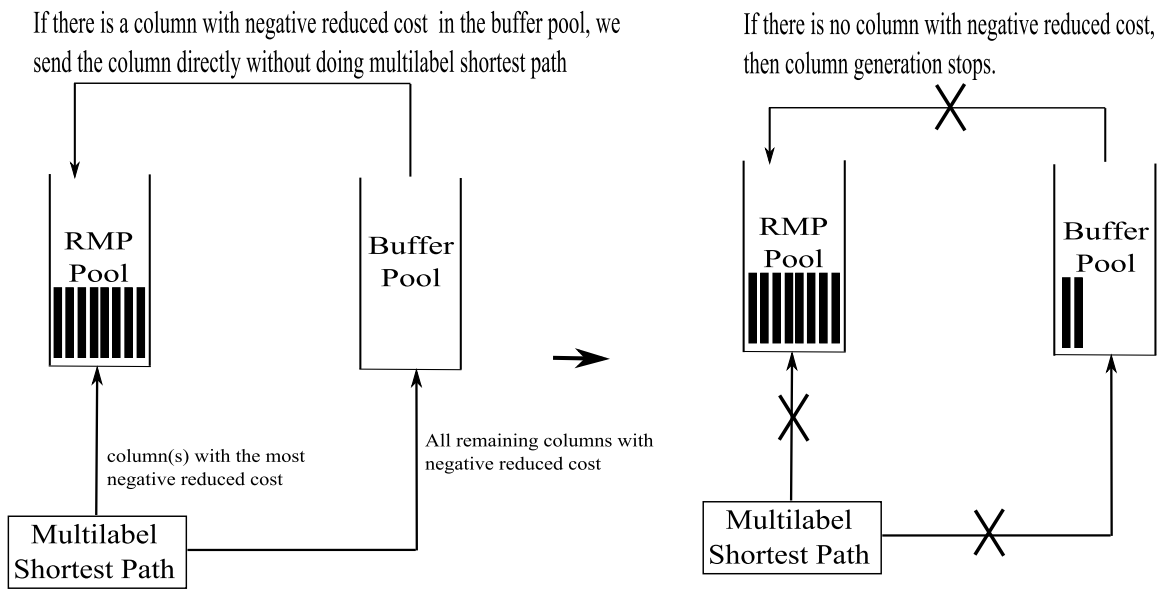 If there is a column with negative reduced cost in the buffer pool, we
send the column directly without doing multilabel shortest path
RMP
Pool
Buffer
Pool
column(s) with the most
negative reduced cost
All remaining columns with
negative reduced cost
Multilabel
Shortest Path
If there is no column with negative reduced cost,
then column generation stops.
RMP
Pool
Buffer
Pool
Multilabel
Shortest Path